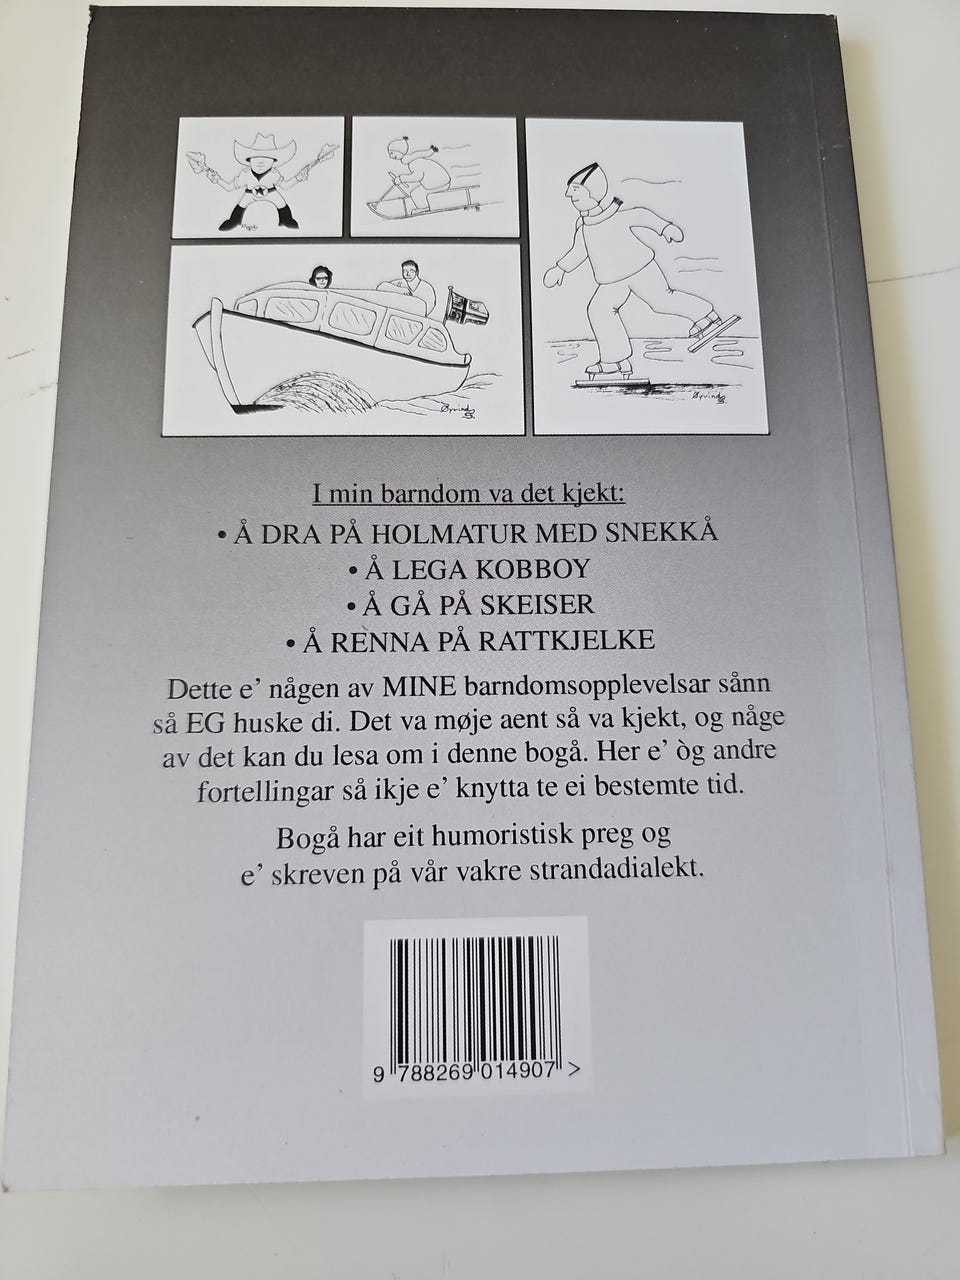 Øyvind S.
Øyvind S.
I min barndom va det kjekt:
• Å DRA PÅ HOLMATUR MED SNEKKÅ
• Å LEGA KOBBOY
• Å GÅ PÅ SKEISER
• Å RENNA PÅ RATTKJELKE
Dette e’ någen av MINE barndomsopplevelsar sånn
så EG huske di. Det va møje aent så va kjekt, og någe
av det kan du lesa om i denne bogå. Her e’ òg andre
fortellingar så ikje e’ knytta te ei bestemte tid.
Bogå har eit humoristisk preg og
e’ skreven på vår vakre strandadialekt.
9 788269 014907 >